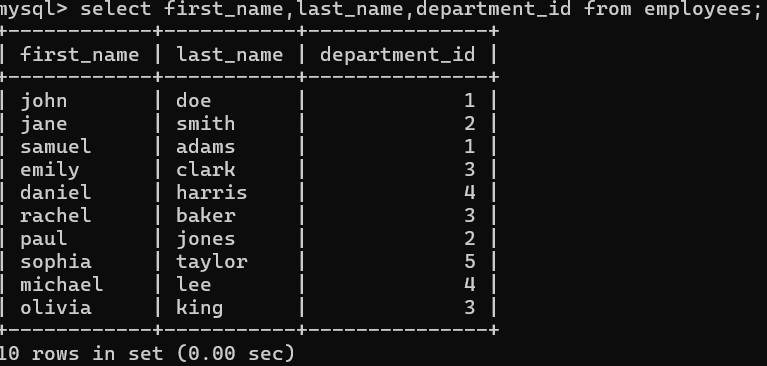 mysql> select first_name,last_name,department_id from employees;
+------------+-----------+---------------+
| first_name | last_name | department_id |
+------------+-----------+---------------+
| john       | doe       |             1 |
| jane       | smith     |             2 |
| samuel     | adams     |             1 |
| emily      | clark     |             3 |
| daniel     | harris    |             4 |
| rachel     | baker     |             3 |
| paul       | jones     |             2 |
| sophia     | taylor    |             5 |
| michael    | lee       |             4 |
| olivia     | king      |             3 |
+------------+-----------+---------------+
10 rows in set (0.00 sec)